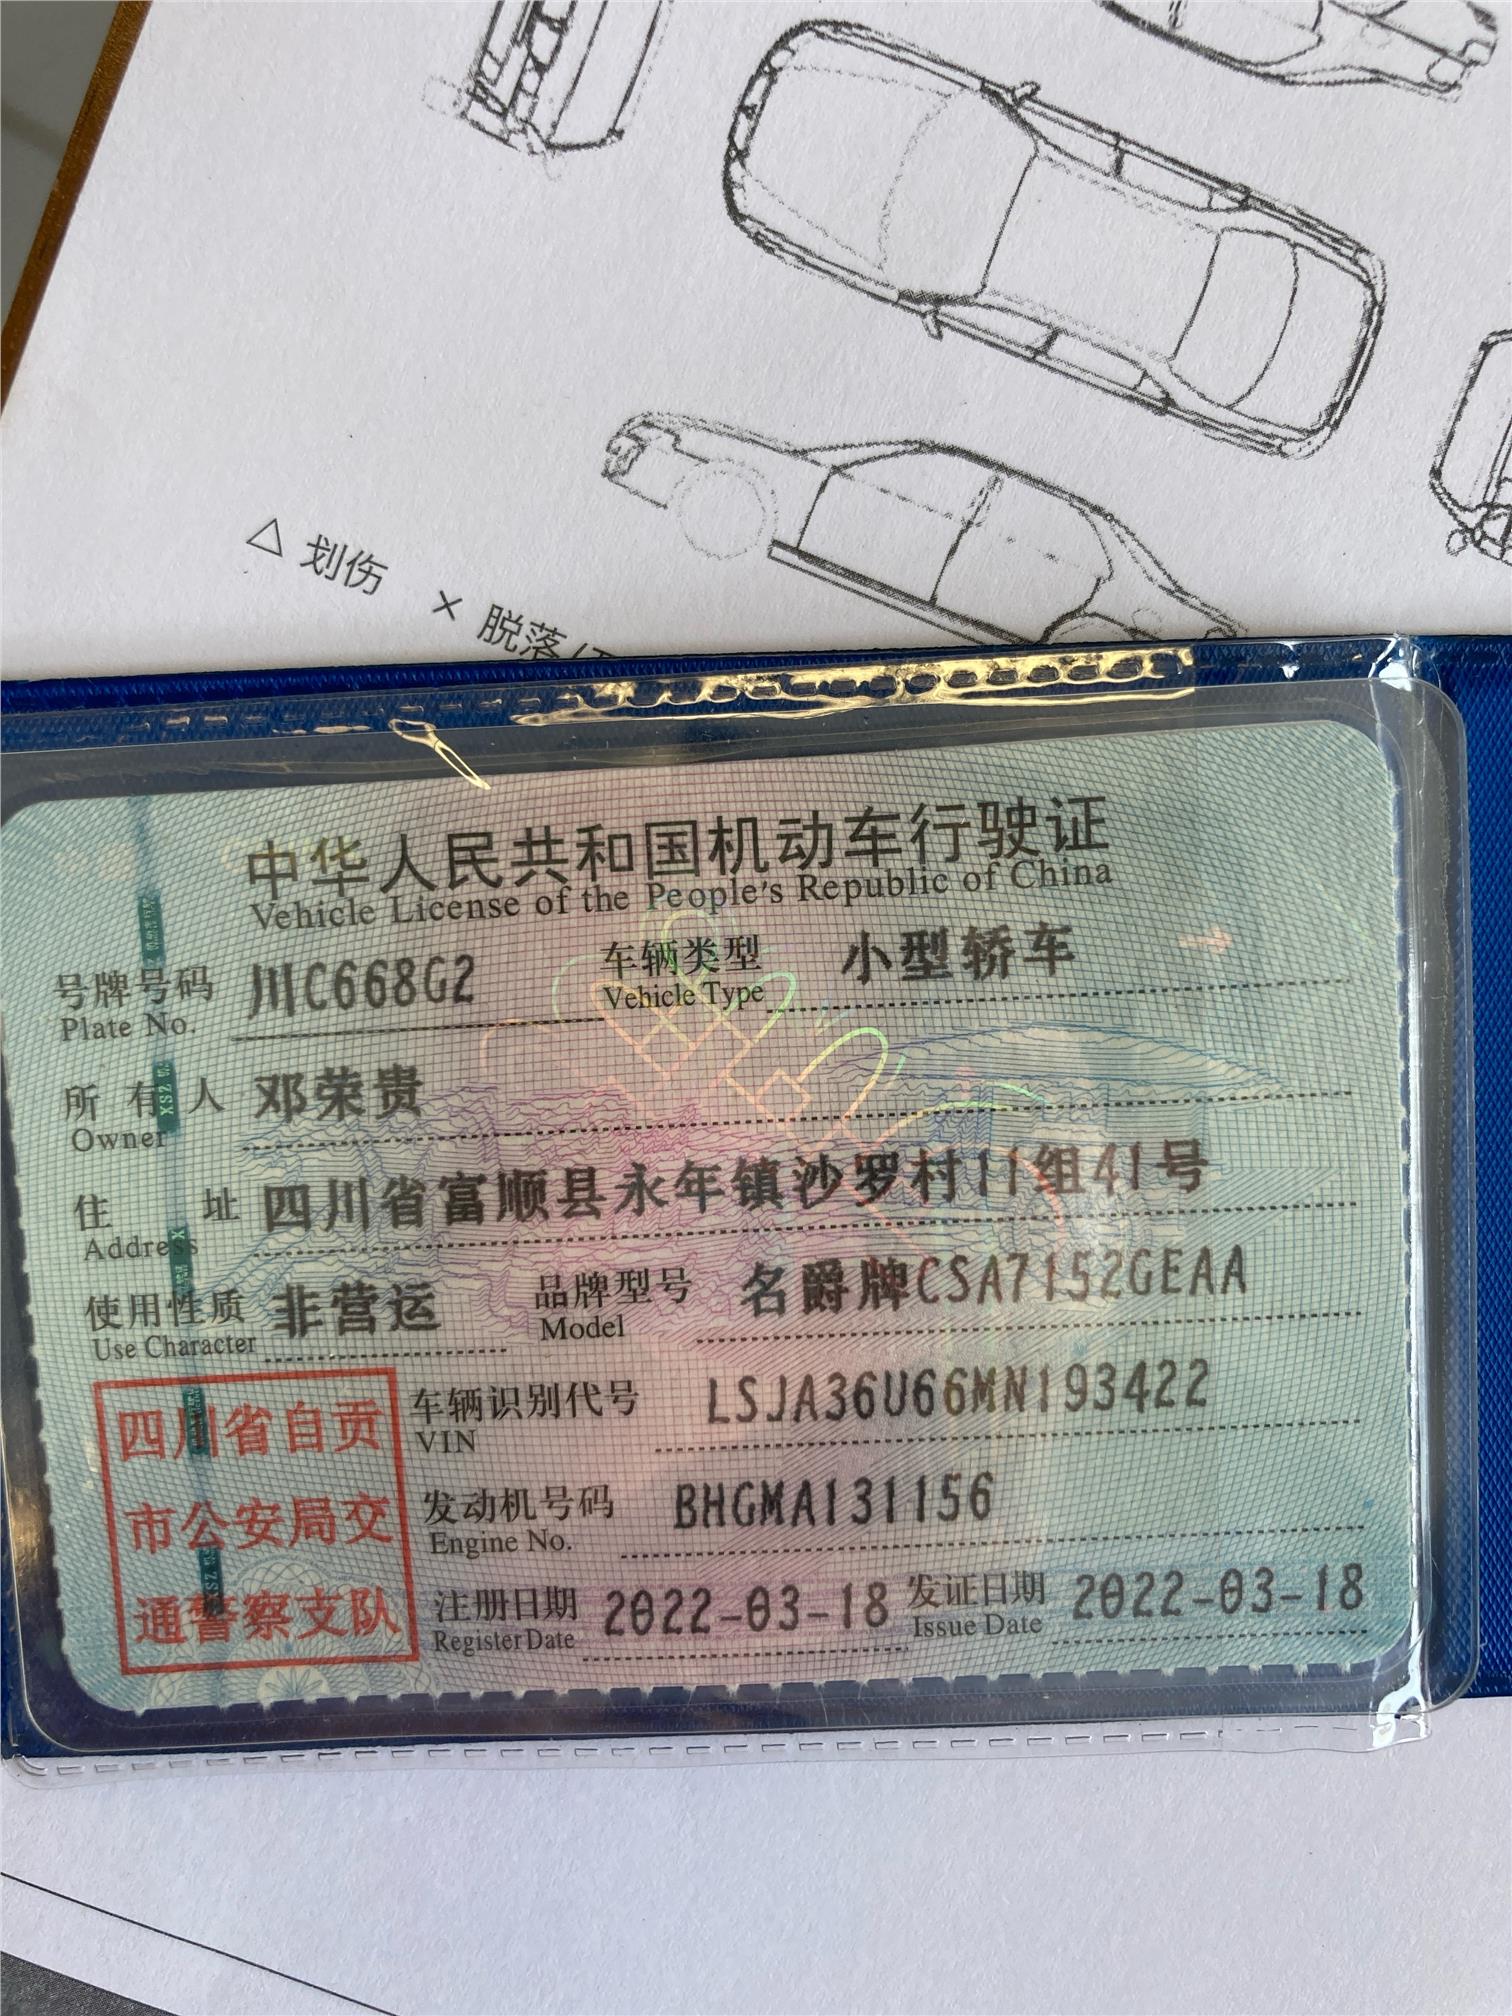 △ 划伤 × 脱落
中华人民共和国机动车行驶证
Vehicle License of the People's Republic of China
号牌号码 川C668G2 车辆类型 小型轿车
Plate No. Vehicle Type
所有人 邓荣贵
Owner
住址 四川省富顺县永年镇沙罗村11组41号
Address
使用性质 非营运 品牌型号 名爵牌CSA7152GEAA
Use Character Model
四川省自贡
市公安局交
通警察支队
车辆识别代号 LSJA36U66MN193422
VIN
发动机号码 BHGMA131156
Engine No.
注册日期 2022-03-18 发证日期 2022-03-18
Register Date Issue Date